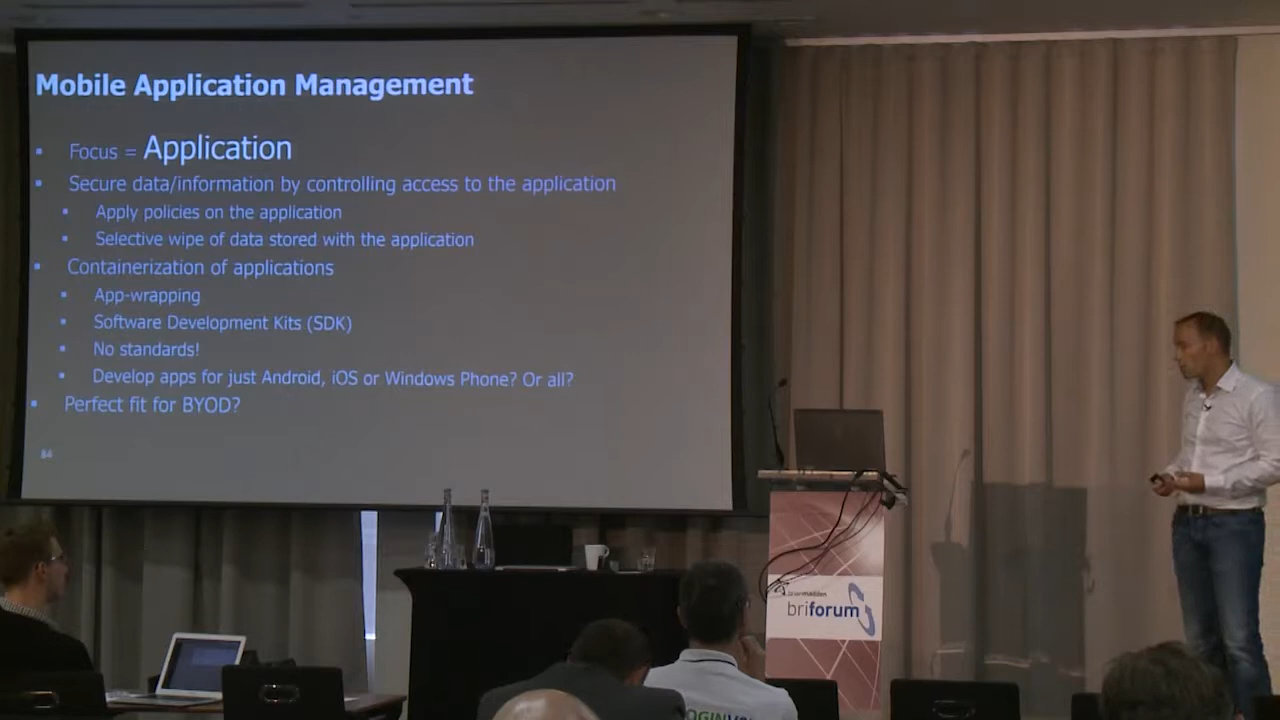 Mobile Application Management
Focus = Application
Secure data/information by controlling access to the application
Apply policies on the application
Selective wipe of data stored with the application
Containerization of applications
App-wrapping
Software Development Kits (SDK)
No standards!
Develop apps for just Android, iOS or Windows Phone? Or all?
Perfect fit for BYOD?
84
brianmadden
briforum